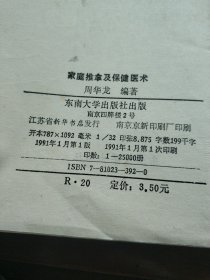 家庭推拿及保健医术
周华龙 编著
东南大学出版社出版
南京四牌楼2号
江苏省新华书店发行 南京京新印刷厂印刷
开本787×1092 毫米 1/32 印张8.875 字数199千字
1991年1月第1版 1991年1月第1次印刷
印数:1—25000册
ISBN 7—81023—392—0
R·20 定价:3.50元